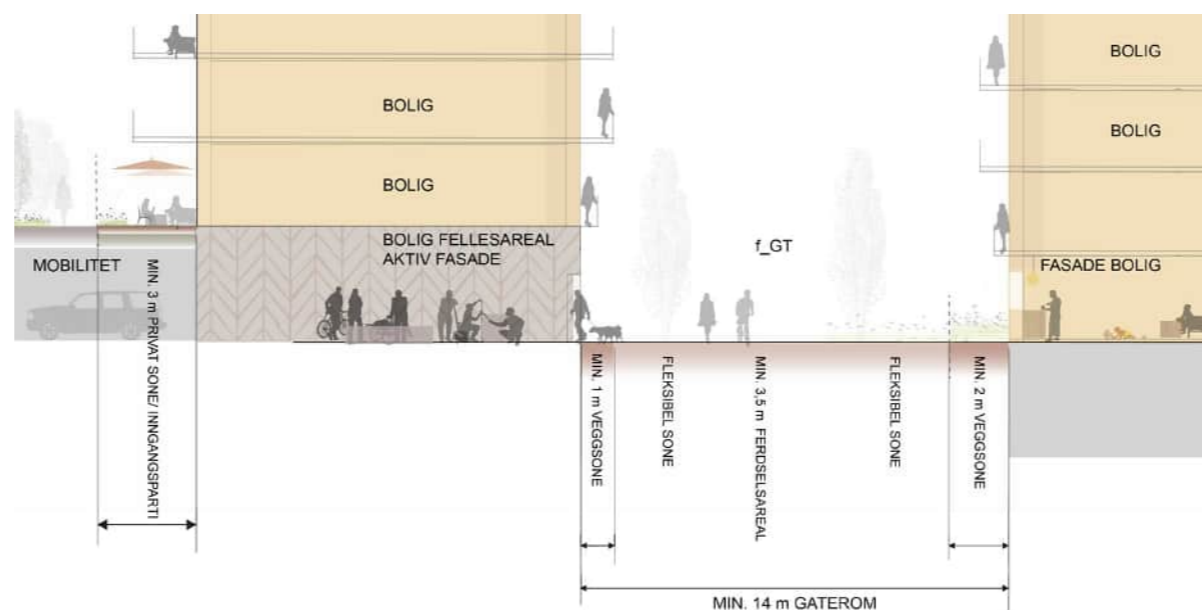 BOLIG
BOLIG
BOLIG
BOLIG
BOLIG FELLESAREAL
AKTIV FASADE
f_GT
MOBILITET
FASADE BOLIG
MIN. 3 m PRIVAT SONE/ INNGANGSPARTI
MIN. 1 m VEGGSONE
FLEKSIBEL SONE
MIN. 3,5 m FERDSELSAREAL
FLEKSIBEL SONE
MIN. 2 m VEGGSONE
MIN. 14 m GATEROM